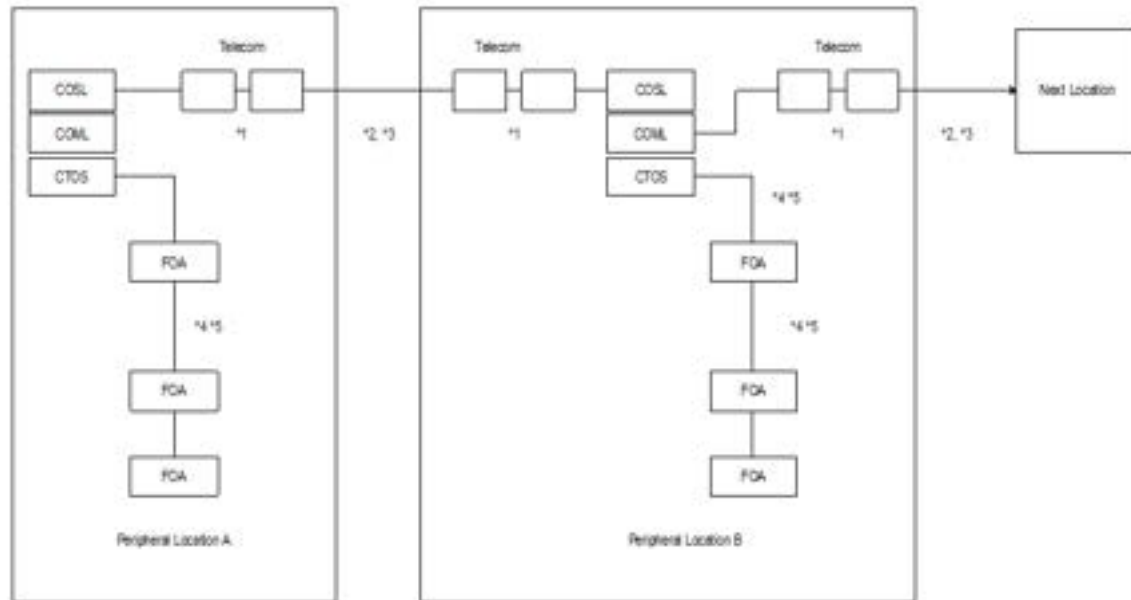 Telecom
COSL
COML
*1
*2, *3
CTOS
FOA
*4 *5
FOA
FOA
Peripheral Location A
Telecom
Telecom
COSL
*1
COML
*1
CTOS
*4 *5
FOA
*4 *5
FOA
FOA
Peripheral Location B
Next Location
*2, *3